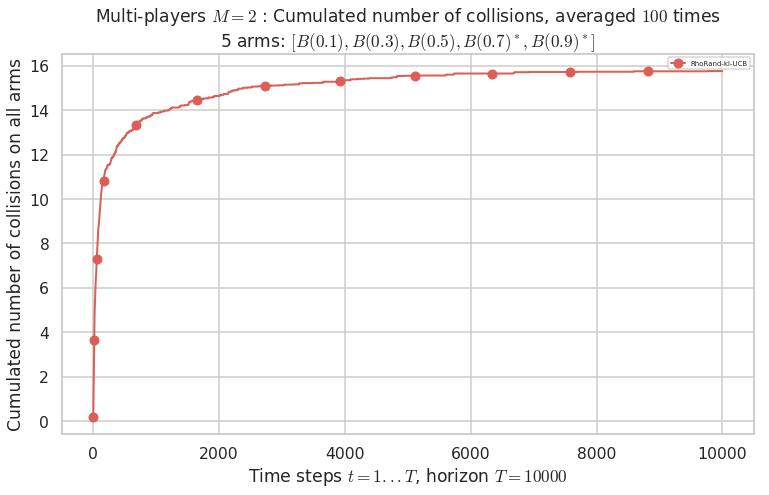 Multi-players M = 2 : Cumulated number of collisions, averaged 100 times
5 arms: [B(0.1), B(0.3), B(0.5), B(0.7)*, B(0.9)*]
RhoRand-kl-UCB
Cumulated number of collisions on all arms
16
14
12
10
8
6
4
2
0
0 2000 4000 6000 8000 10000
Time steps t = 1...T, horizon T = 10000